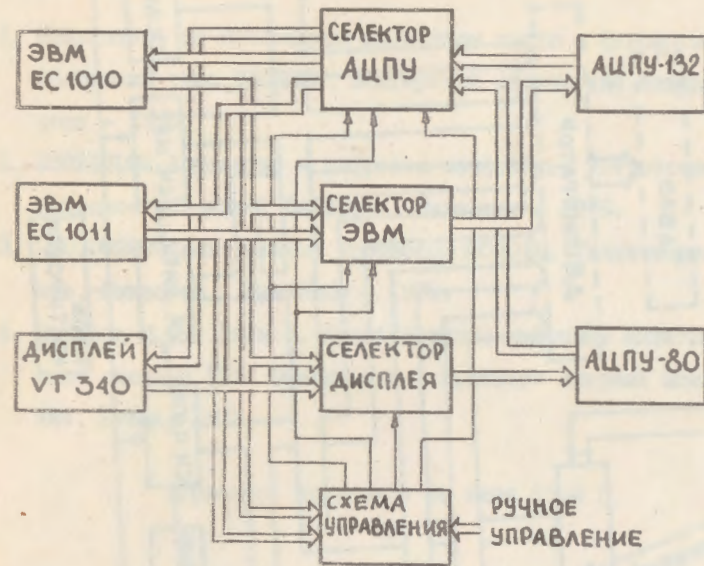 ЭВМ
ЕС 1010
СЕЛЕКТОР
АЦПУ
АЦПУ-132
ЭВМ
ЕС 1011
СЕЛЕКТОР
ЭВМ
ДИСПЛЕЙ
VT 340
СЕЛЕКТОР
ДИСПЛЕЯ
АЦПУ-80
СХЕМА
УПРАВЛЕНИЯ
РУЧНОЕ
УПРАВЛЕНИЕ